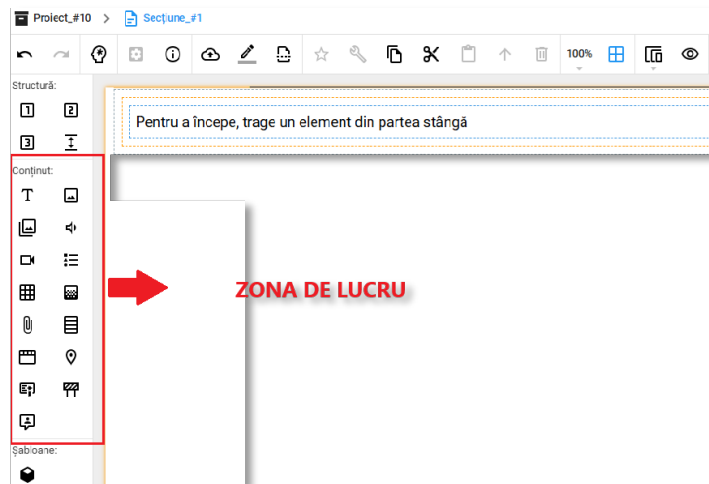 Proiect_#10 > Secțiune_#1
100%
Structură:
Pentru a începe, trage un element din partea stângă
Conținut:
ZONA DE LUCRU
Șabloane: